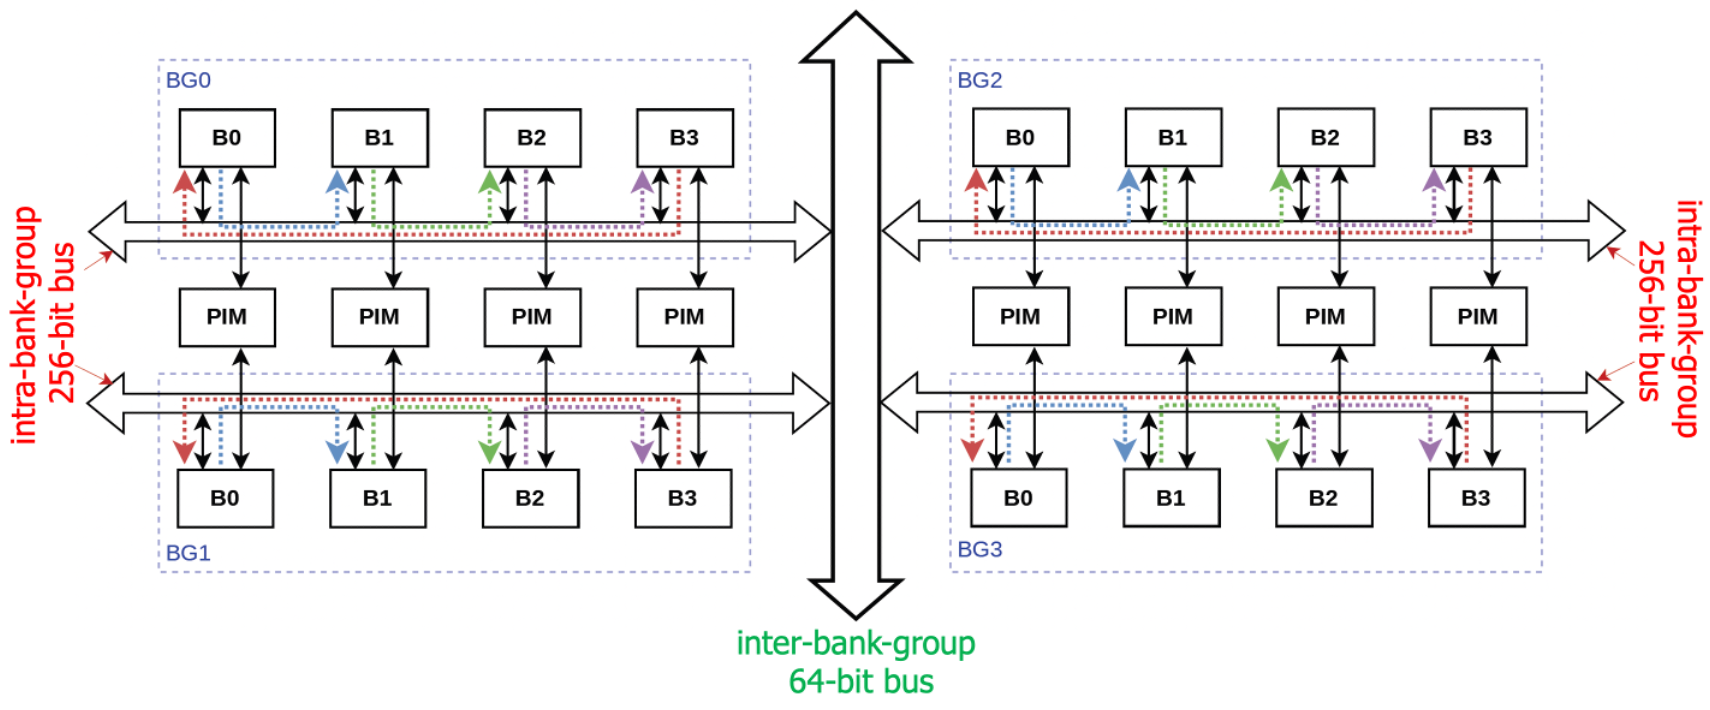 BG0
BG2
B0 B1 B2 B3
B0 B1 B2 B3
intra-bank-group
256-bit bus
intra-bank-group
256-bit bus
PIM PIM PIM PIM
PIM PIM PIM PIM
B0 B1 B2 B3
B0 B1 B2 B3
BG1
BG3
inter-bank-group
64-bit bus